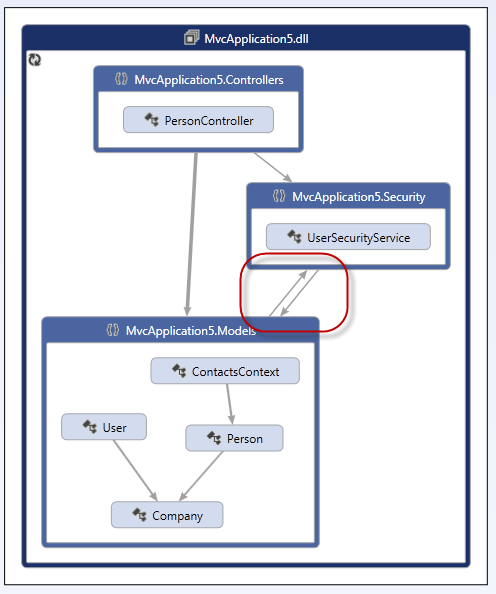 MvcApplication5.dll
MvcApplication5.Controllers
PersonController
MvcApplication5.Security
UserSecurityService
MvcApplication5.Models
ContactsContext
User
Person
Company